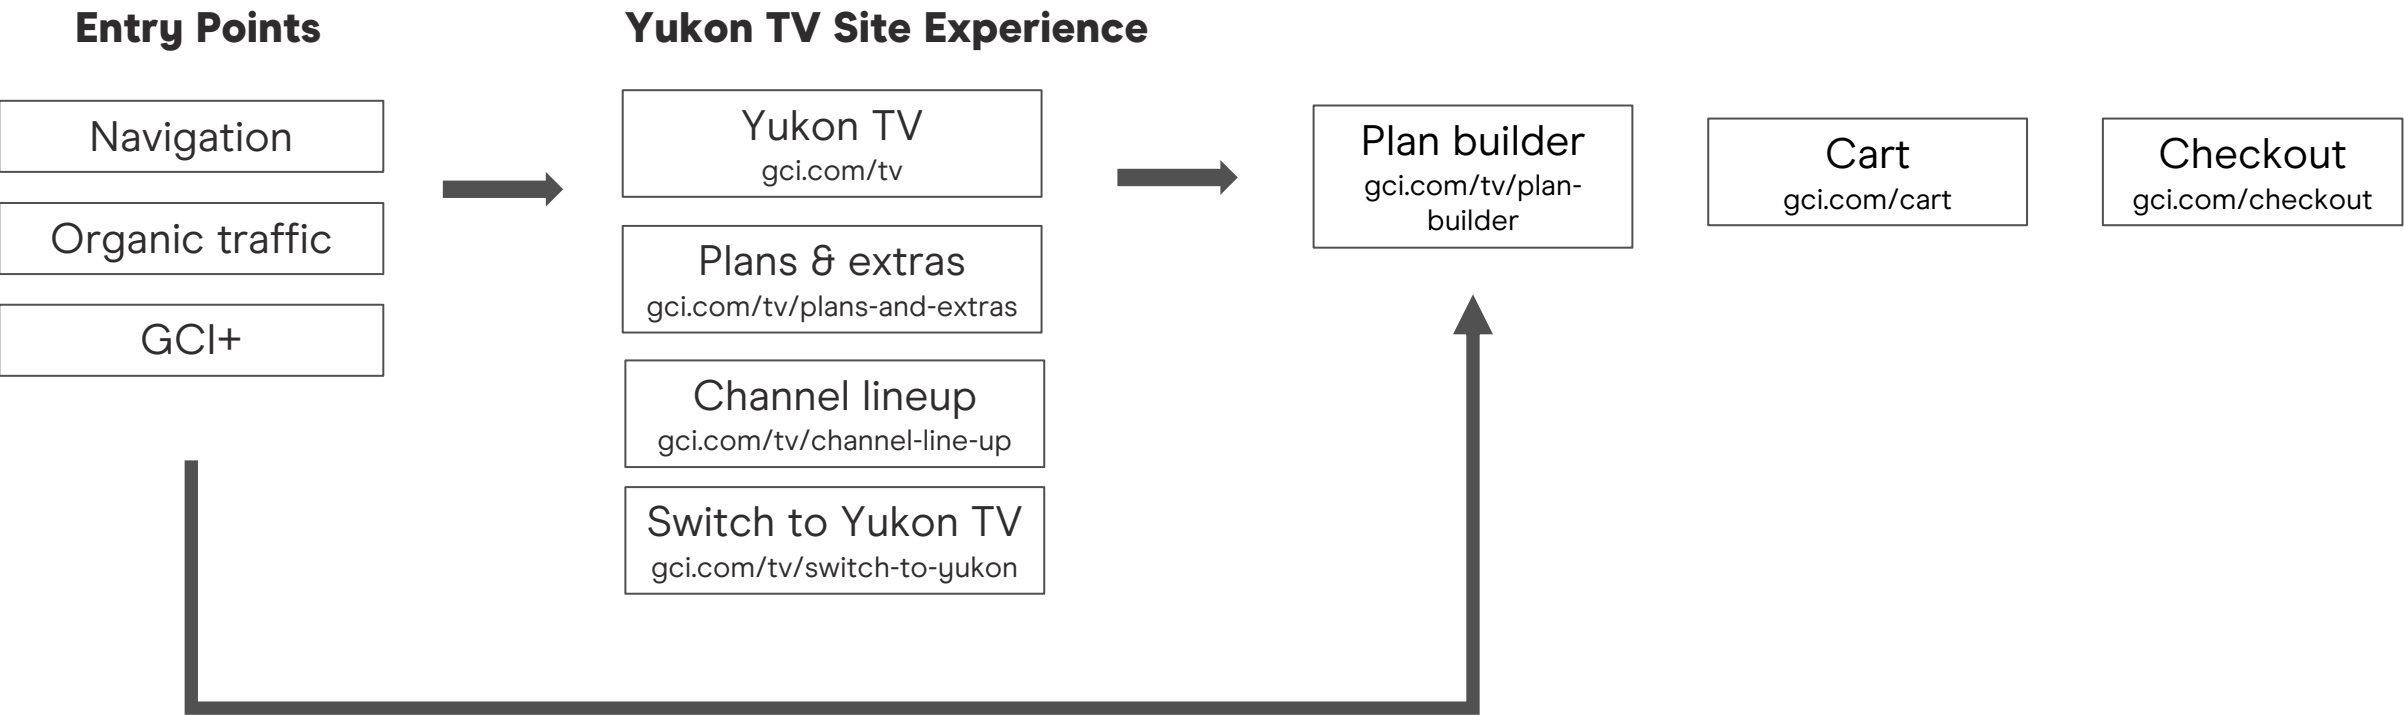 Entry Points
Yukon TV Site Experience
Navigation
Organic traffic
GCI+
Yukon TV
gci.com/tv
Plans & extras
gci.com/tv/plans-and-extras
Channel lineup
gci.com/tv/channel-line-up
Switch to Yukon TV
gci.com/tv/switch-to-yukon
Plan builder
gci.com/tv/plan-
builder
Cart
gci.com/cart
Checkout
gci.com/checkout